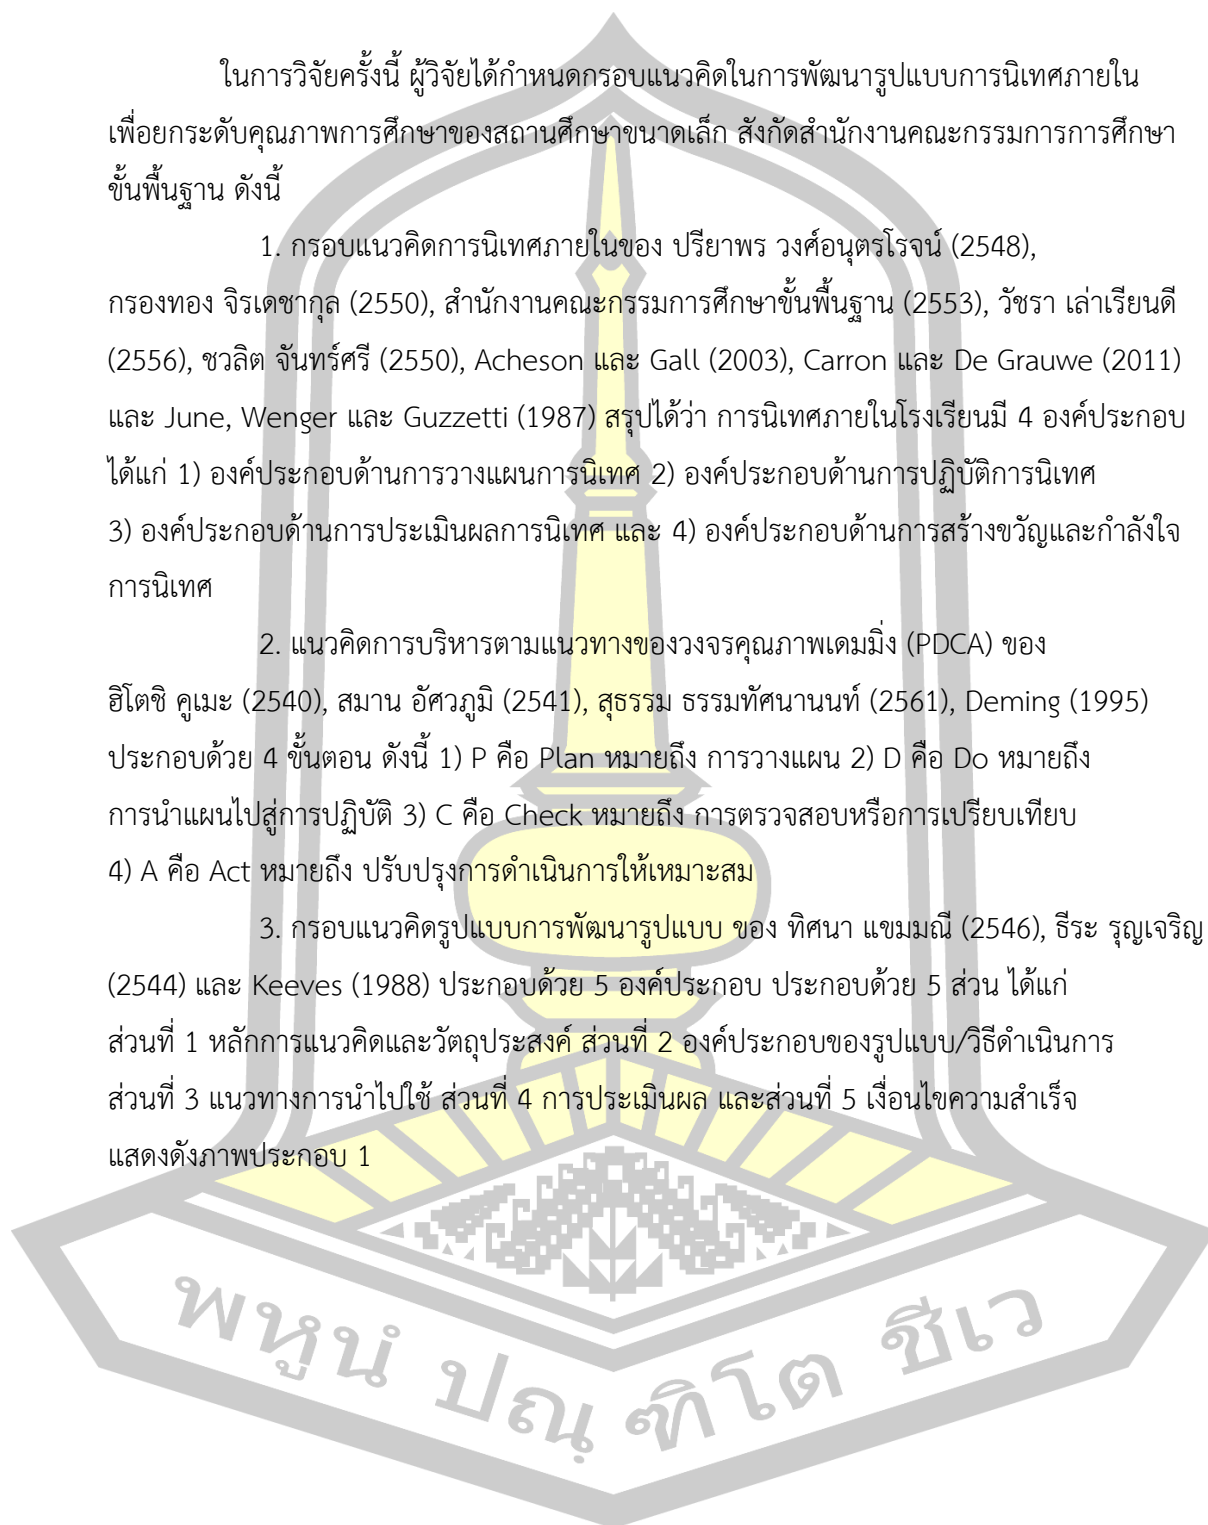 ในการวิจัยครั้งนี้ ผู้วิจัยได้กำหนดกรอบแนวคิดในการพัฒนารูปแบบการนิเทศภายใน
เพื่อยกระดับคุณภาพการศึกษาของสถานศึกษาขนาดเล็ก สังกัดสำนักงานคณะกรรมการการศึกษา
ขั้นพื้นฐาน ดังนี้
1. กรอบแนวคิดการนิเทศภายในของ ปรียาพร วงศ์อนุตรโรจน์ (2548),
กรองทอง จิรเดชากุล (2550), สำนักงานคณะกรรมการศึกษาขั้นพื้นฐาน (2553), วัชรา เล่าเรียนดี
(2556), ชวลิต จันทร์ศรี (2550), Acheson และ Gall (2003), Carron และ De Grauwe (2011)
และ June, Wenger และ Guzzetti (1987) สรุปได้ว่า การนิเทศภายในโรงเรียนมี 4 องค์ประกอบ
ได้แก่ 1) องค์ประกอบด้านการวางแผนการนิเทศ 2) องค์ประกอบด้านการปฏิบัติการนิเทศ
3) องค์ประกอบด้านการประเมินผลการนิเทศ และ 4) องค์ประกอบด้านการสร้างขวัญและกำลังใจ
การนิเทศ
2. แนวคิดการบริหารตามแนวทางของวงจรคุณภาพเดมมิ่ง (PDCA) ของ
ฮิโตชิ คูเมะ (2540), สมาน อัศวภูมิ (2541), สุธรรม ธรรมทัศนานนท์ (2561), Deming (1995)
ประกอบด้วย 4 ขั้นตอน ดังนี้ 1) P คือ Plan หมายถึง การวางแผน 2) D คือ Do หมายถึง
การนำแผนไปสู่การปฏิบัติ 3) C คือ Check หมายถึง การตรวจสอบหรือการเปรียบเทียบ
4) A คือ Act หมายถึง ปรับปรุงการดำเนินการให้เหมาะสม
3. กรอบแนวคิดรูปแบบการพัฒนารูปแบบ ของ ทิศนา แขมมณี (2546), ธีระ รุญเจริญ
(2544) และ Keeves (1988) ประกอบด้วย 5 องค์ประกอบ ประกอบด้วย 5 ส่วน ได้แก่
ส่วนที่ 1 หลักการแนวคิดและวัตถุประสงค์ ส่วนที่ 2 องค์ประกอบของรูปแบบ/วิธีดำเนินการ
ส่วนที่ 3 แนวทางการนำไปใช้ ส่วนที่ 4 การประเมินผล และส่วนที่ 5 เงื่อนไขความสำเร็จ
แสดงดังภาพประกอบ 1
พหูนํ ปณฺฑิโต ชีเว